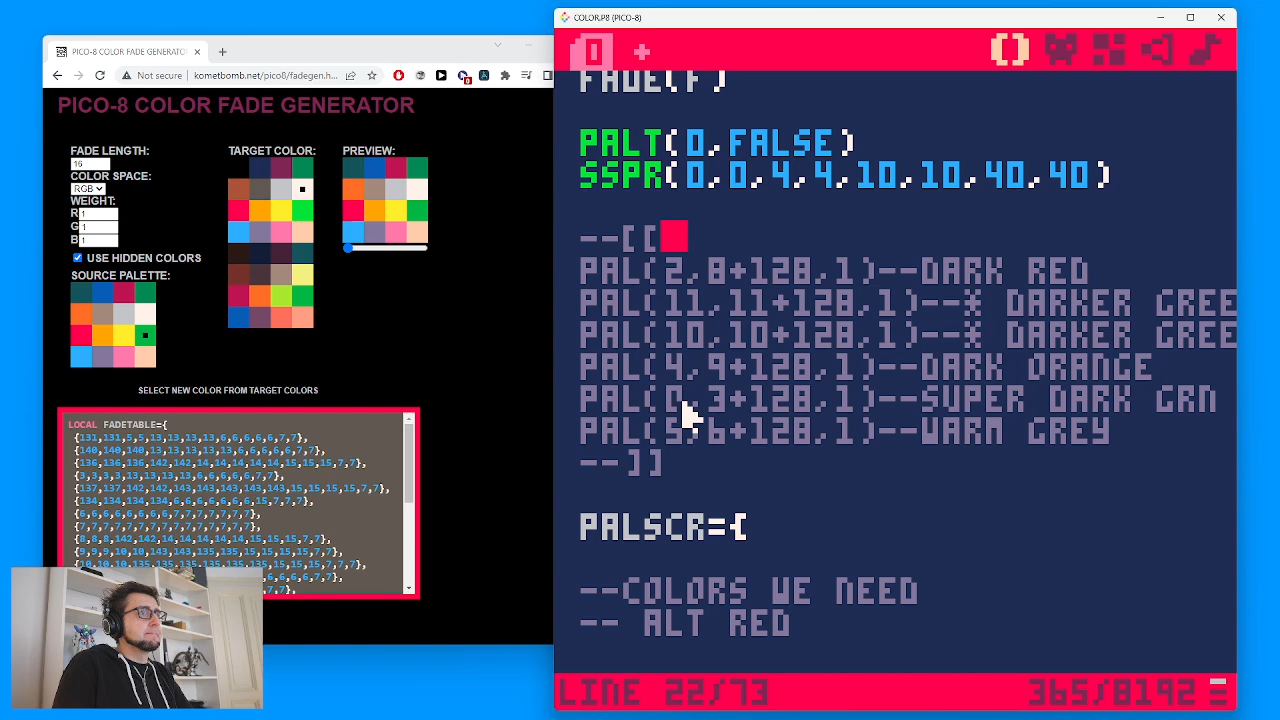 COLOR.P8 (PICO-8)
PICO-8 COLOR FADE GENERATO
Not secure
kometbomb.net/pico8/fadegen.h...
PICO-8 COLOR FADE GENERATOR
FADE LENGTH:
16
COLOR SPACE:
RGB
WEIGHT:
R 1
G 1
B 1
USE HIDDEN COLORS
SOURCE PALETTE:
TARGET COLOR:
PREVIEW:
SELECT NEW COLOR FROM TARGET COLORS
LOCAL FADETABLE={
{131,131,5,5,13,13,13,13,6,6,6,6,6,7,7},
{140,140,140,13,13,13,13,13,6,6,6,6,6,7,7},
{136,136,136,142,142,14,14,14,14,14,15,15,15,7,7},
{3,3,3,3,13,13,13,13,6,6,6,6,6,7,7},
{137,137,142,142,143,143,143,143,143,15,15,15,15,7,7},
{134,134,134,134,6,6,6,6,6,6,6,15,7,7,7},
{6,6,6,6,6,6,6,6,7,7,7,7,7,7,7},
{7,7,7,7,7,7,7,7,7,7,7,7,7,7,7},
{8,8,8,142,142,14,14,14,14,14,15,15,15,7,7},
{9,9,9,10,10,143,143,135,135,15,15,15,15,7,7},
FADE(F)
PALT(0,FALSE)
SSPR(0,0,4,4,10,10,40,40)
--[[
PAL(2,8+128,1)--DARK RED
PAL(11,11+128,1)--* DARKER GREE
PAL(10,10+128,1)--* DARKER GREE
PAL(4,9+128,1)--DARK ORANGE
PAL(0,3+128,1)--SUPER DARK GRN
PAL(5,6+128,1)--WARM GREY
--]]
PALSCR={
--COLORS WE NEED
-- ALT RED
LINE 22/73
365/8192